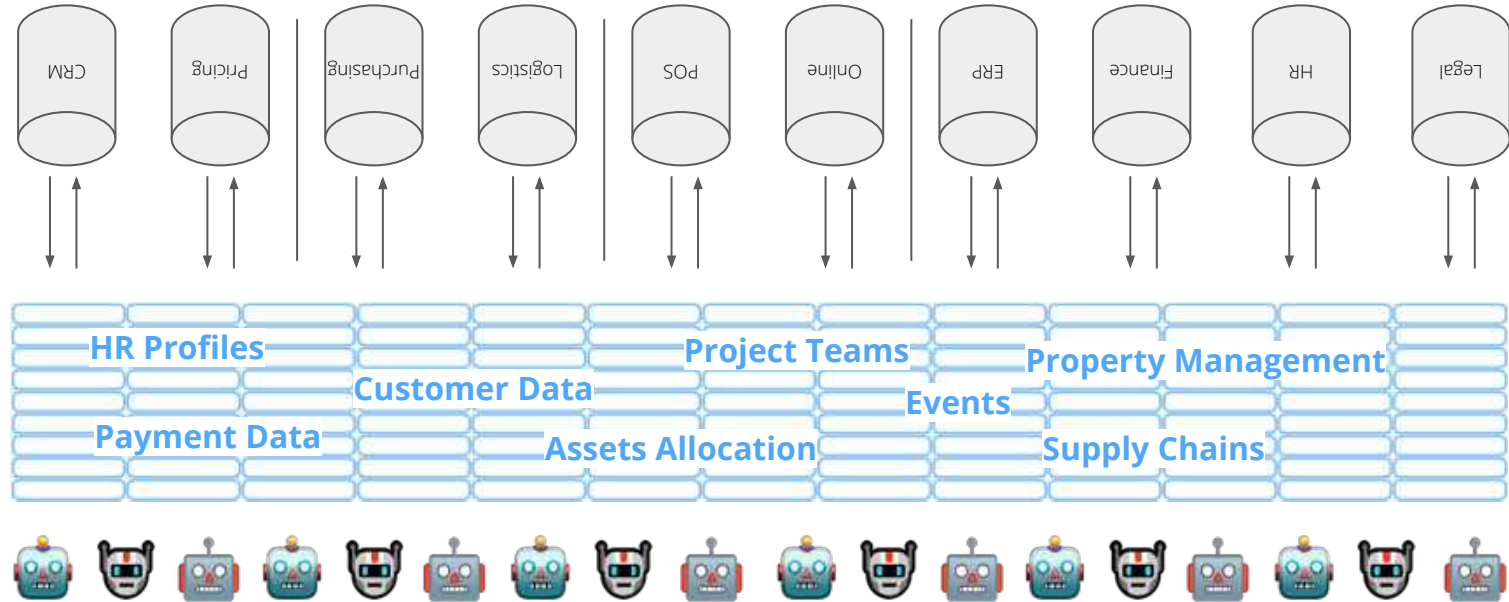 CRM
Pricing
Purchasing
Logistics
POS
Online
ERP
Finance
HR
Legal
HR Profiles
Project Teams
Property Management
Customer Data
Events
Payment Data
Assets Allocation
Supply Chains